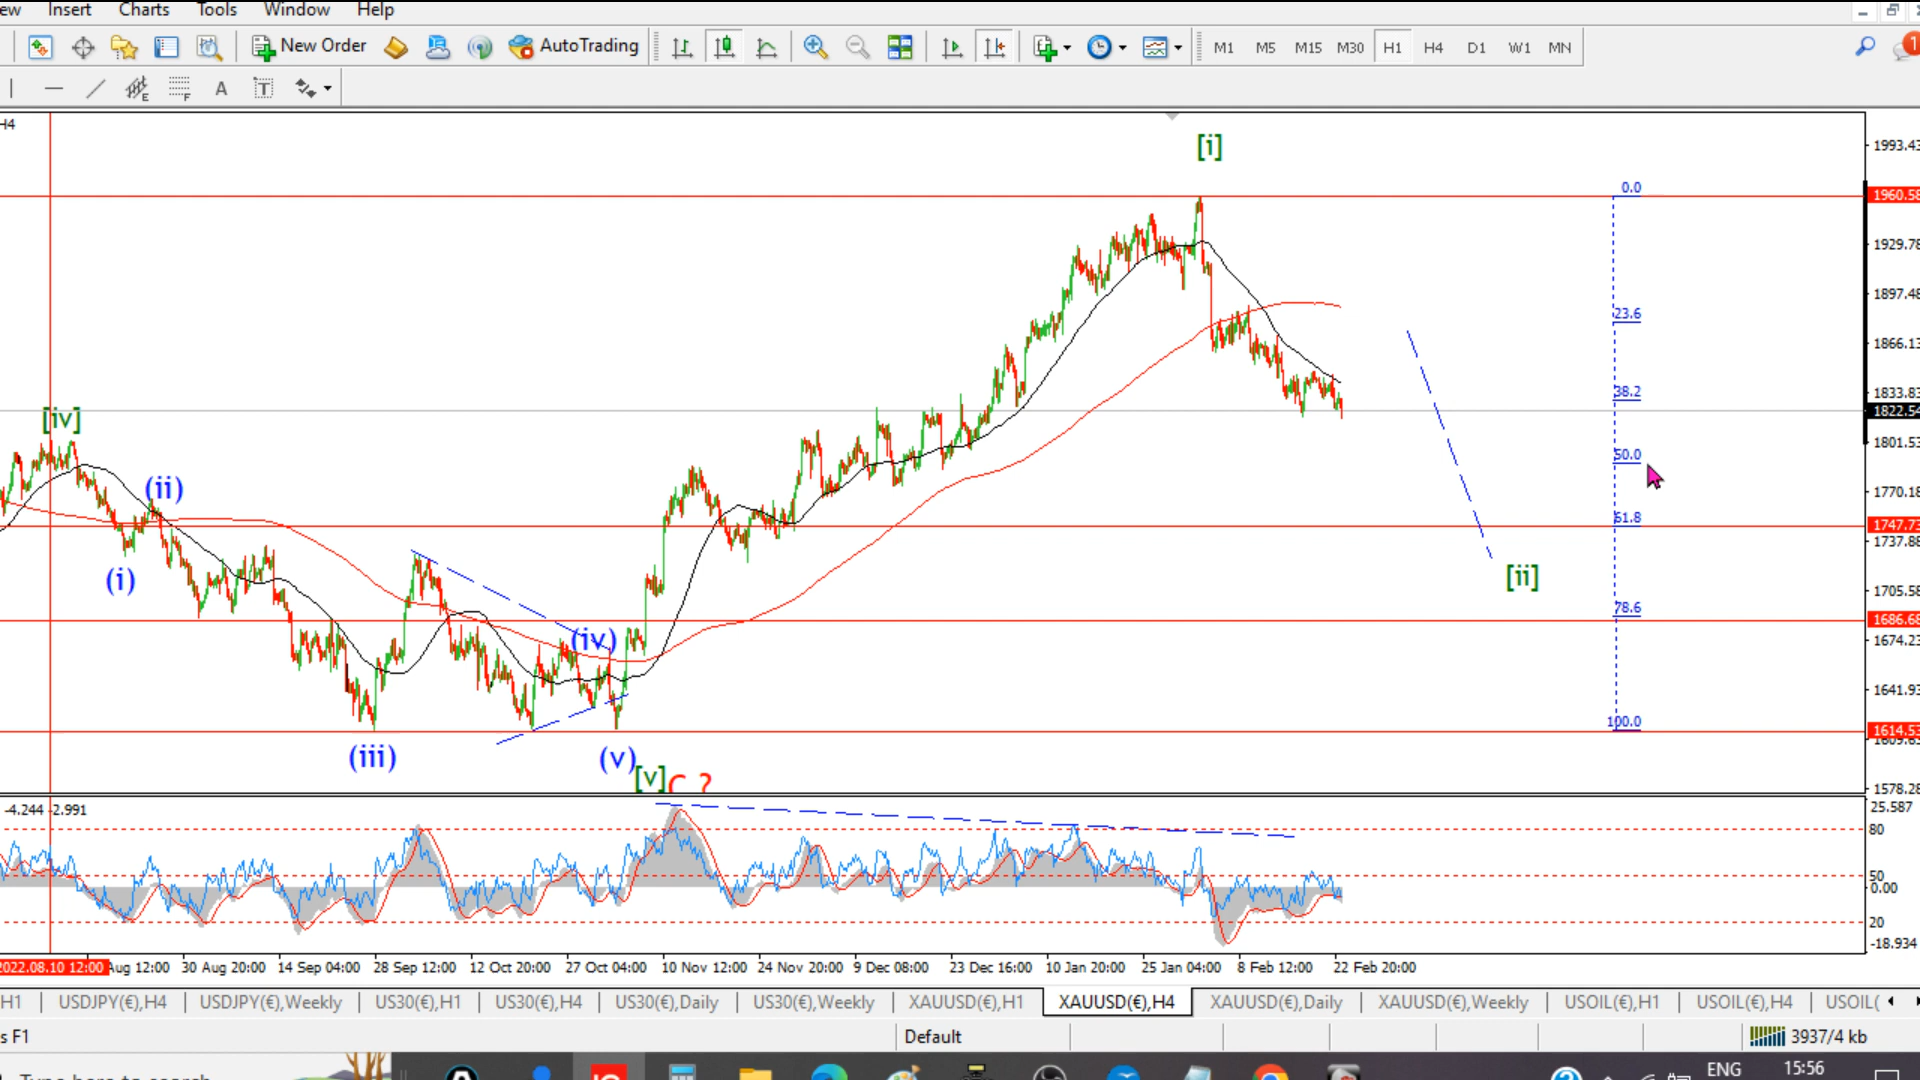 ew Insert Charts Tools Window Help
New Order AutoTrading M1 M5 M15 M30 H1 H4 D1 W1 MN 1
E F A T
H4
[i]
1993.43
0.0
1960.58
1929.78
1897.48
23.6
1866.13
38.2
1833.83
1822.54
[iv]
1801.53
50.0
(ii)
1770.18
61.8
1747.73
1737.88
(i)
[ii]
1705.58
78.6
1686.68
(iv)
1674.23
1641.93
100.0
1614.53
(iii)
(v)
[v] C ?
1578.28
-4.244 -2.991
25.587
80
50
0.00
20
-18.934
2022.08.10 12:00 Aug 12:00 30 Aug 20:00 14 Sep 04:00 28 Sep 12:00 12 Oct 20:00 27 Oct 04:00 10 Nov 12:00 24 Nov 20:00 9 Dec 08:00 23 Dec 16:00 10 Jan 20:00 25 Jan 04:00 8 Feb 12:00 22 Feb 20:00
H1 USDJPY(€),H4 USDJPY(€),Weekly US30(€),H1 US30(€),H4 US30(€),Daily US30(€),Weekly XAUUSD(€),H1 XAUUSD(€),H4 XAUUSD(€),Daily XAUUSD(€),Weekly USOIL(€),H1 USOIL(€),H4 USOIL(
s F1 Default 3937/4 kb
Type here to search ENG 15:56